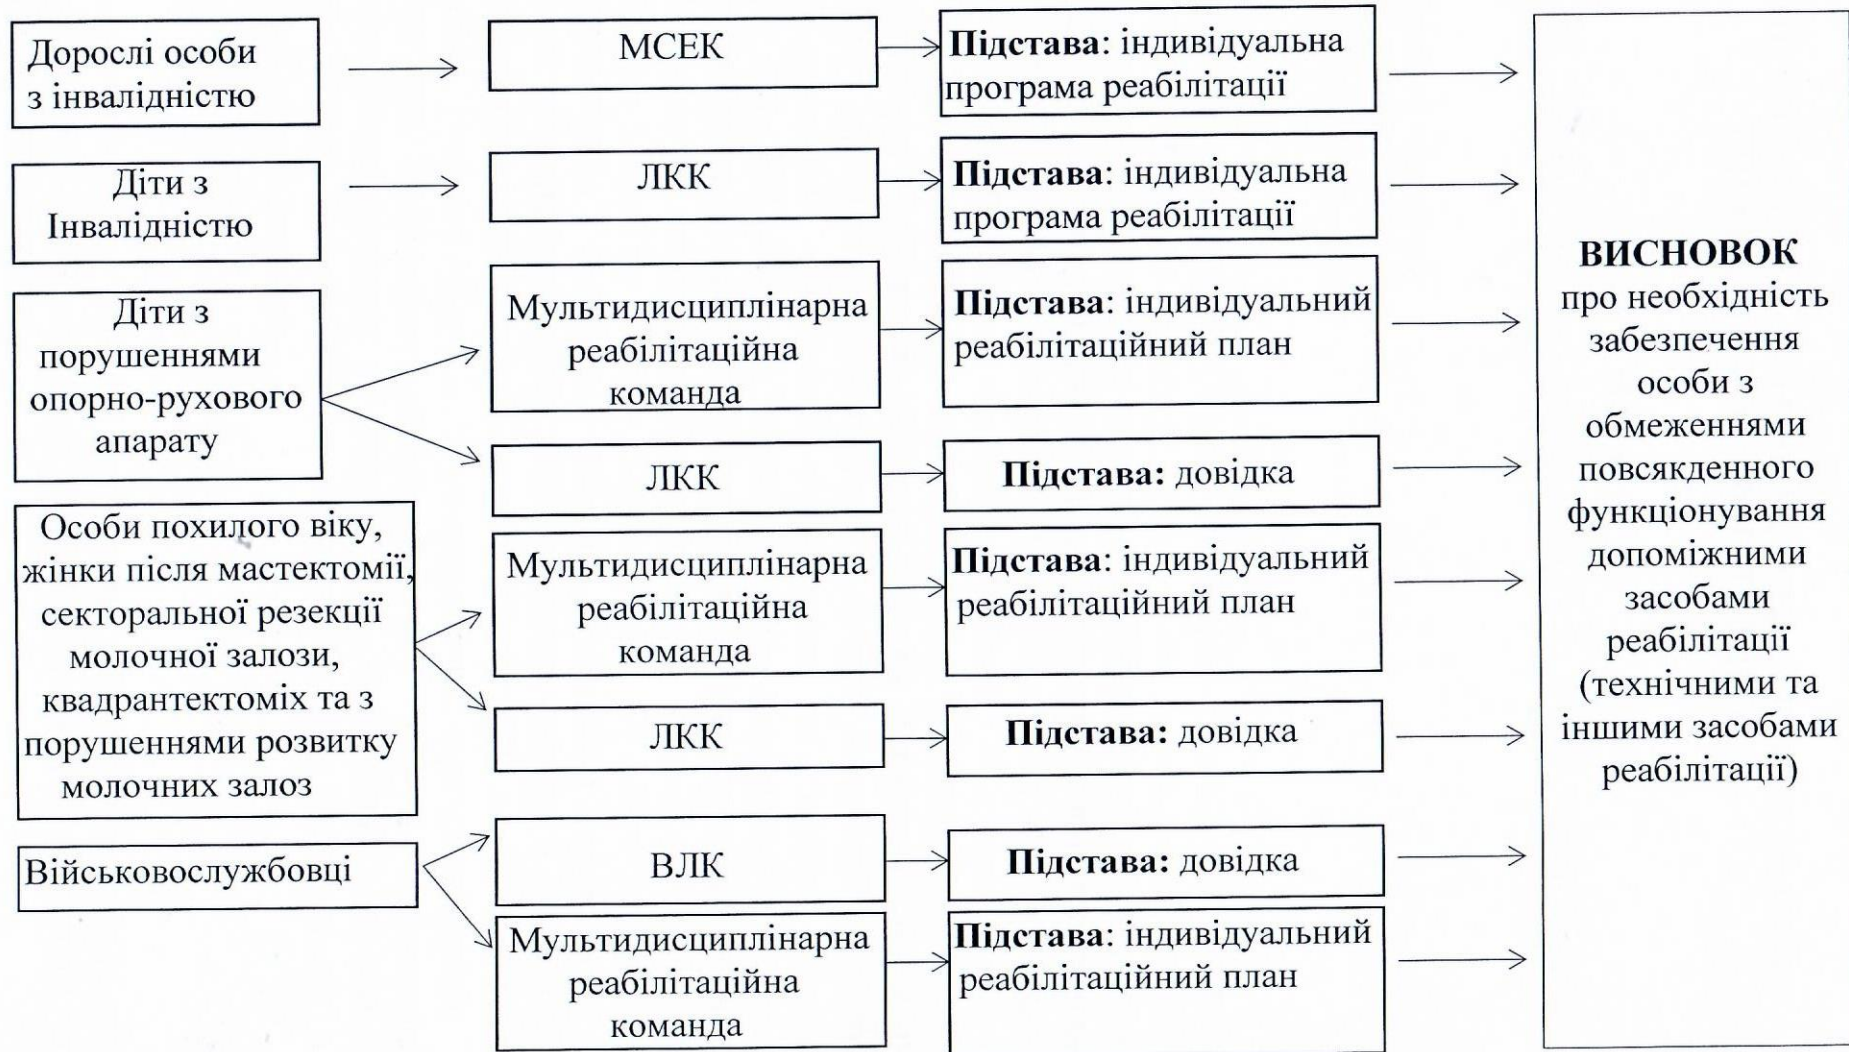 Дорослі особи
з інвалідністю
МСЕК
Підстава: індивідуальна
програма реабілітації
Діти з
Інвалідністю
ЛКК
Підстава: індивідуальна
програма реабілітації
Діти з
порушеннями
опорно-рухового
апарату
Мультидисциплінарна
реабілітаційна
команда
Підстава: індивідуальний
реабілітаційний план
ЛКК
Підстава: довідка
Особи похилого віку,
жінки після мастектомії,
секторальної резекції
молочної залози,
квадрантектоміх та з
порушеннями розвитку
молочних залоз
Мультидисциплінарна
реабілітаційна
команда
Підстава: індивідуальний
реабілітаційний план
ЛКК
Підстава: довідка
Військовослужбовці
ВЛК
Підстава: довідка
Мультидисциплінарна
реабілітаційна
команда
Підстава: індивідуальний
реабілітаційний план
ВИСНОВОК
про необхідність
забезпечення
особи з
обмеженнями
повсякденного
функціонування
допоміжними
засобами
реабілітації
(технічними та
іншими засобами
реабілітації)